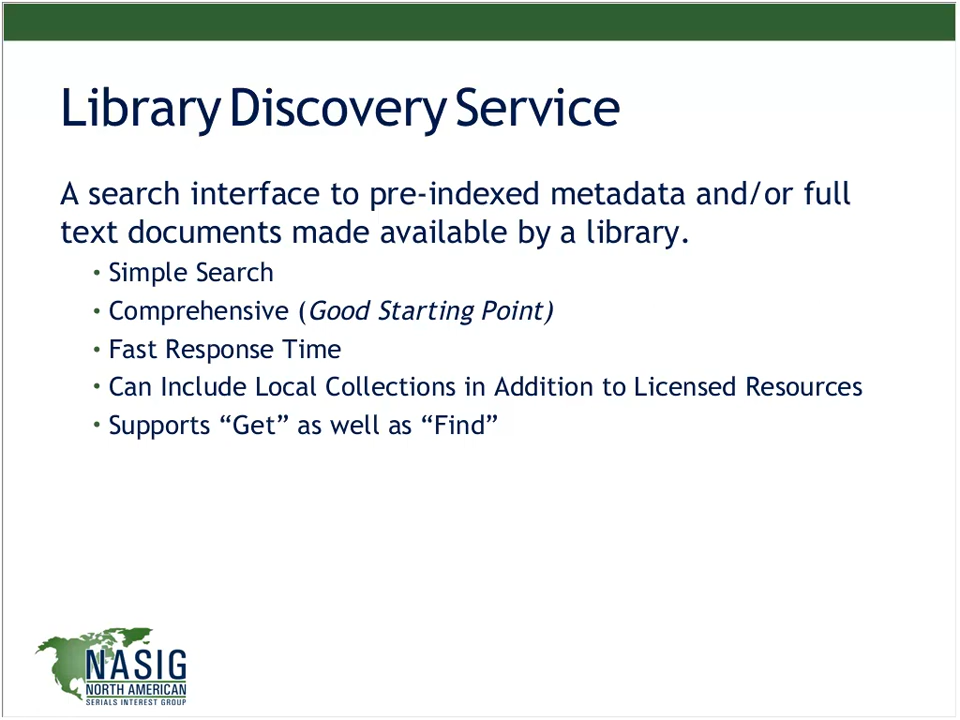 Library Discovery Service
A search interface to pre-indexed metadata and/or full
text documents made available by a library.
• Simple Search
• Comprehensive (Good Starting Point)
• Fast Response Time
• Can Include Local Collections in Addition to Licensed Resources
• Supports “Get” as well as “Find”
NASIG
NORTH AMERICAN
SERIALS INTEREST GROUP